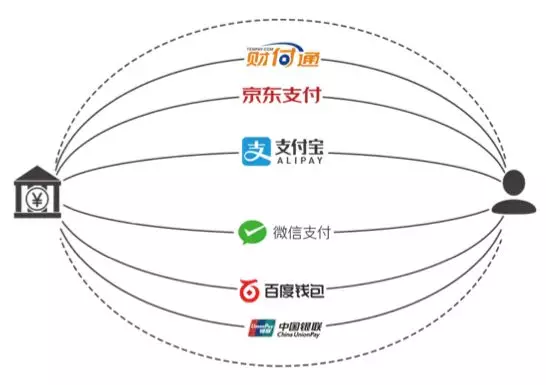 TENPAY.COM
财付通
京东支付
支 支付宝
ALIPAY
¥
微信支付
百度钱包
UnionPay 中国银联
银联 China UnionPay